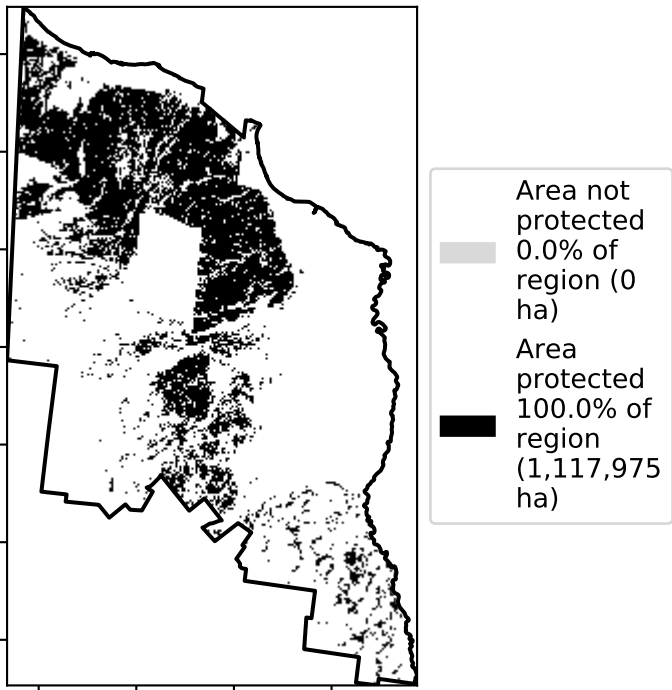 Area not
protected
0.0% of
region (0
ha)
Area
protected
100.0% of
region
(1,117,975
ha)